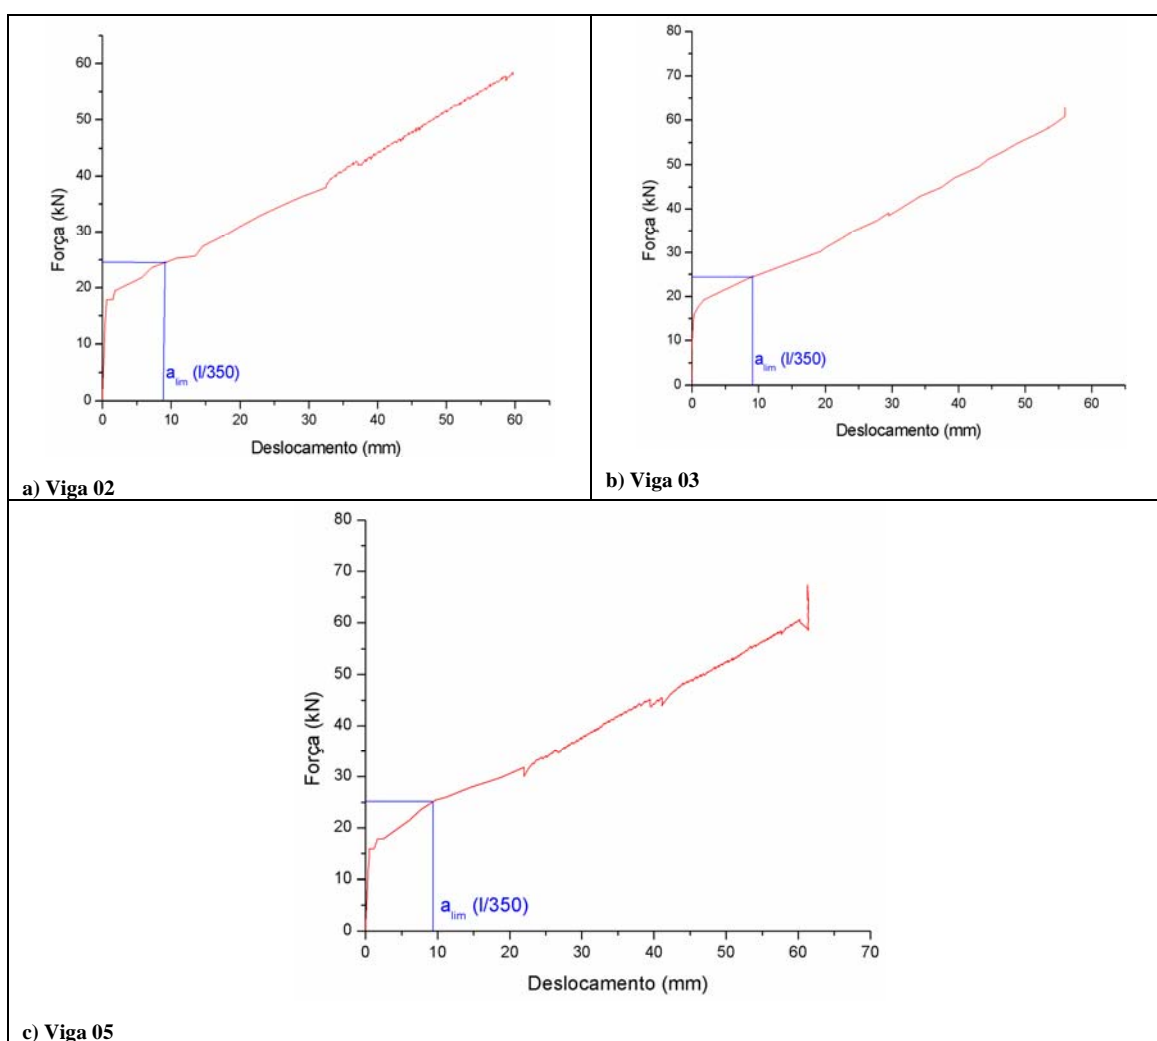 60
50
40
30
20
10
0
Força (kN)
a_lim (l/350)
0 10 20 30 40 50 60
Deslocamento (mm)
a) Viga 02
80
70
60
50
40
30
20
10
0
Força (kN)
a_lim (l/350)
0 10 20 30 40 50 60
Deslocamento (mm)
b) Viga 03
80
70
60
50
40
30
20
10
0
Força (kN)
a_lim (l/350)
0 10 20 30 40 50 60 70
Deslocamento (mm)
c) Viga 05